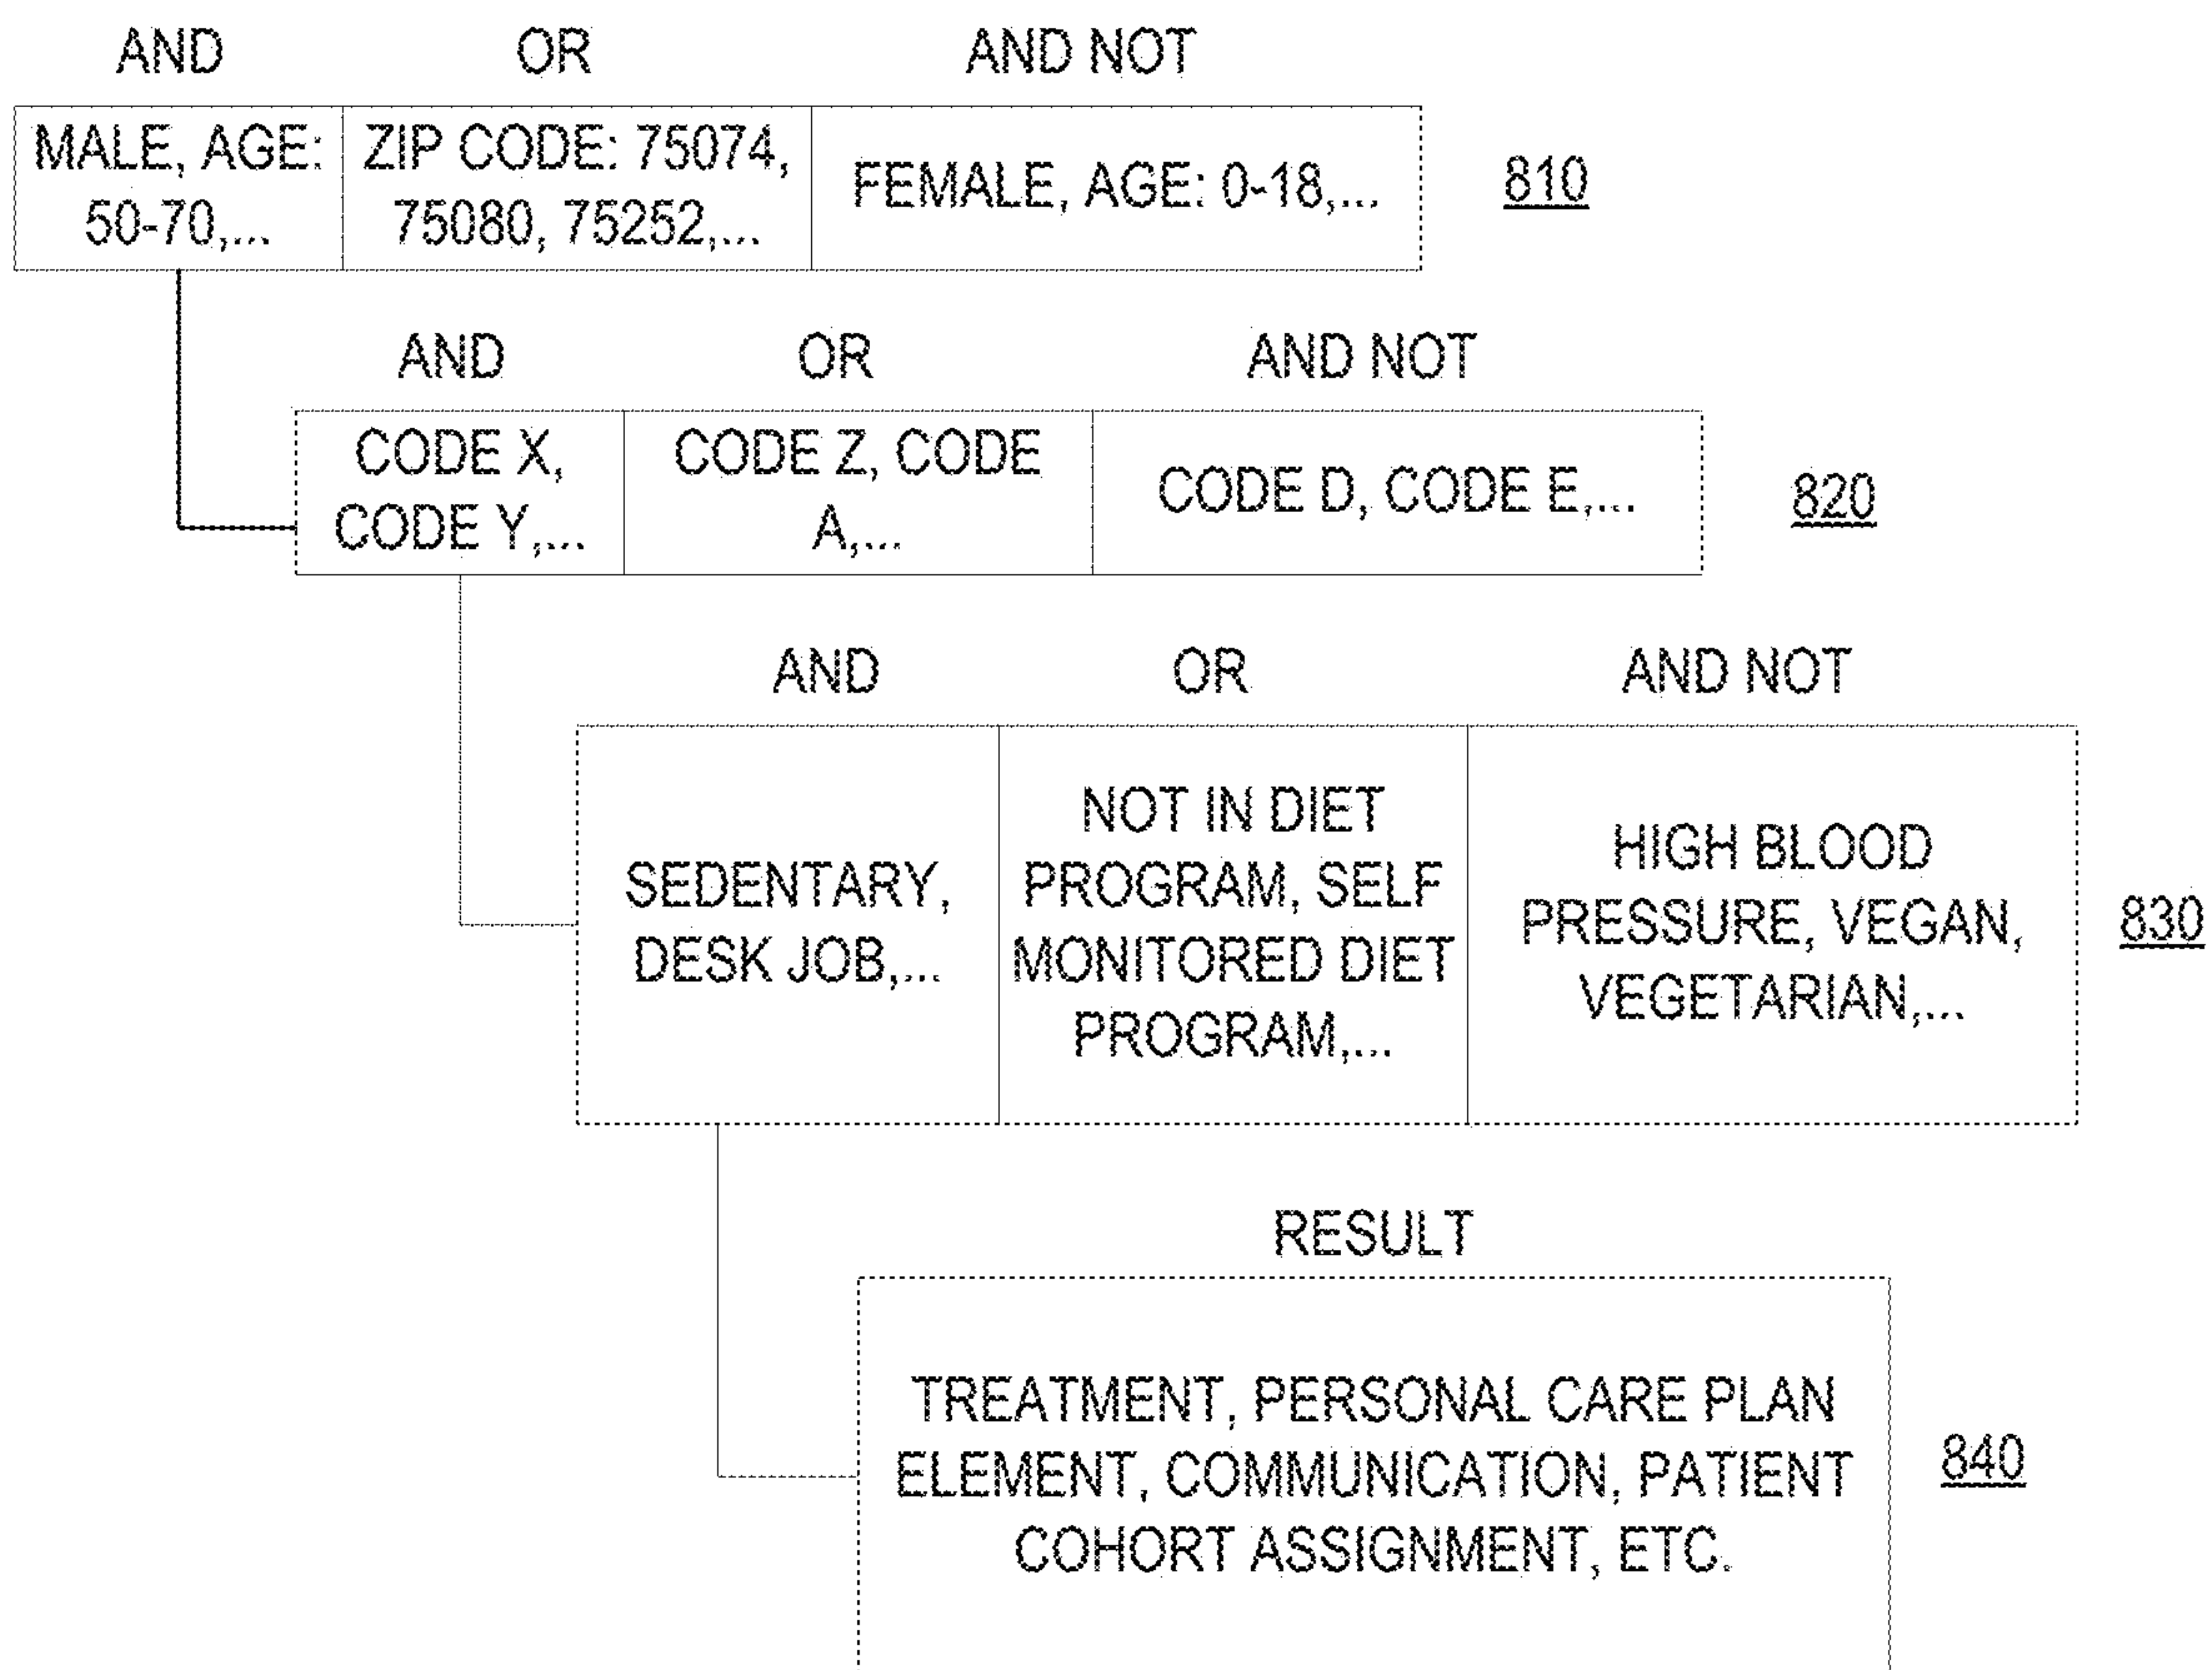 AND OR AND NOT
MALE, AGE:
50-70,...
ZIP CODE: 75074,
75080, 75252,...
FEMALE, AGE: 0-18,...
810
AND OR AND NOT
CODE X,
CODE Y,...
CODE Z, CODE
A,...
CODE D, CODE E,...
820
AND OR AND NOT
SEDENTARY,
DESK JOB,...
NOT IN DIET
PROGRAM, SELF
MONITORED DIET
PROGRAM,...
HIGH BLOOD
PRESSURE, VEGAN,
VEGETARIAN,...
830
RESULT
TREATMENT, PERSONAL CARE PLAN
ELEMENT, COMMUNICATION, PATIENT
COHORT ASSIGNMENT, ETC.
840